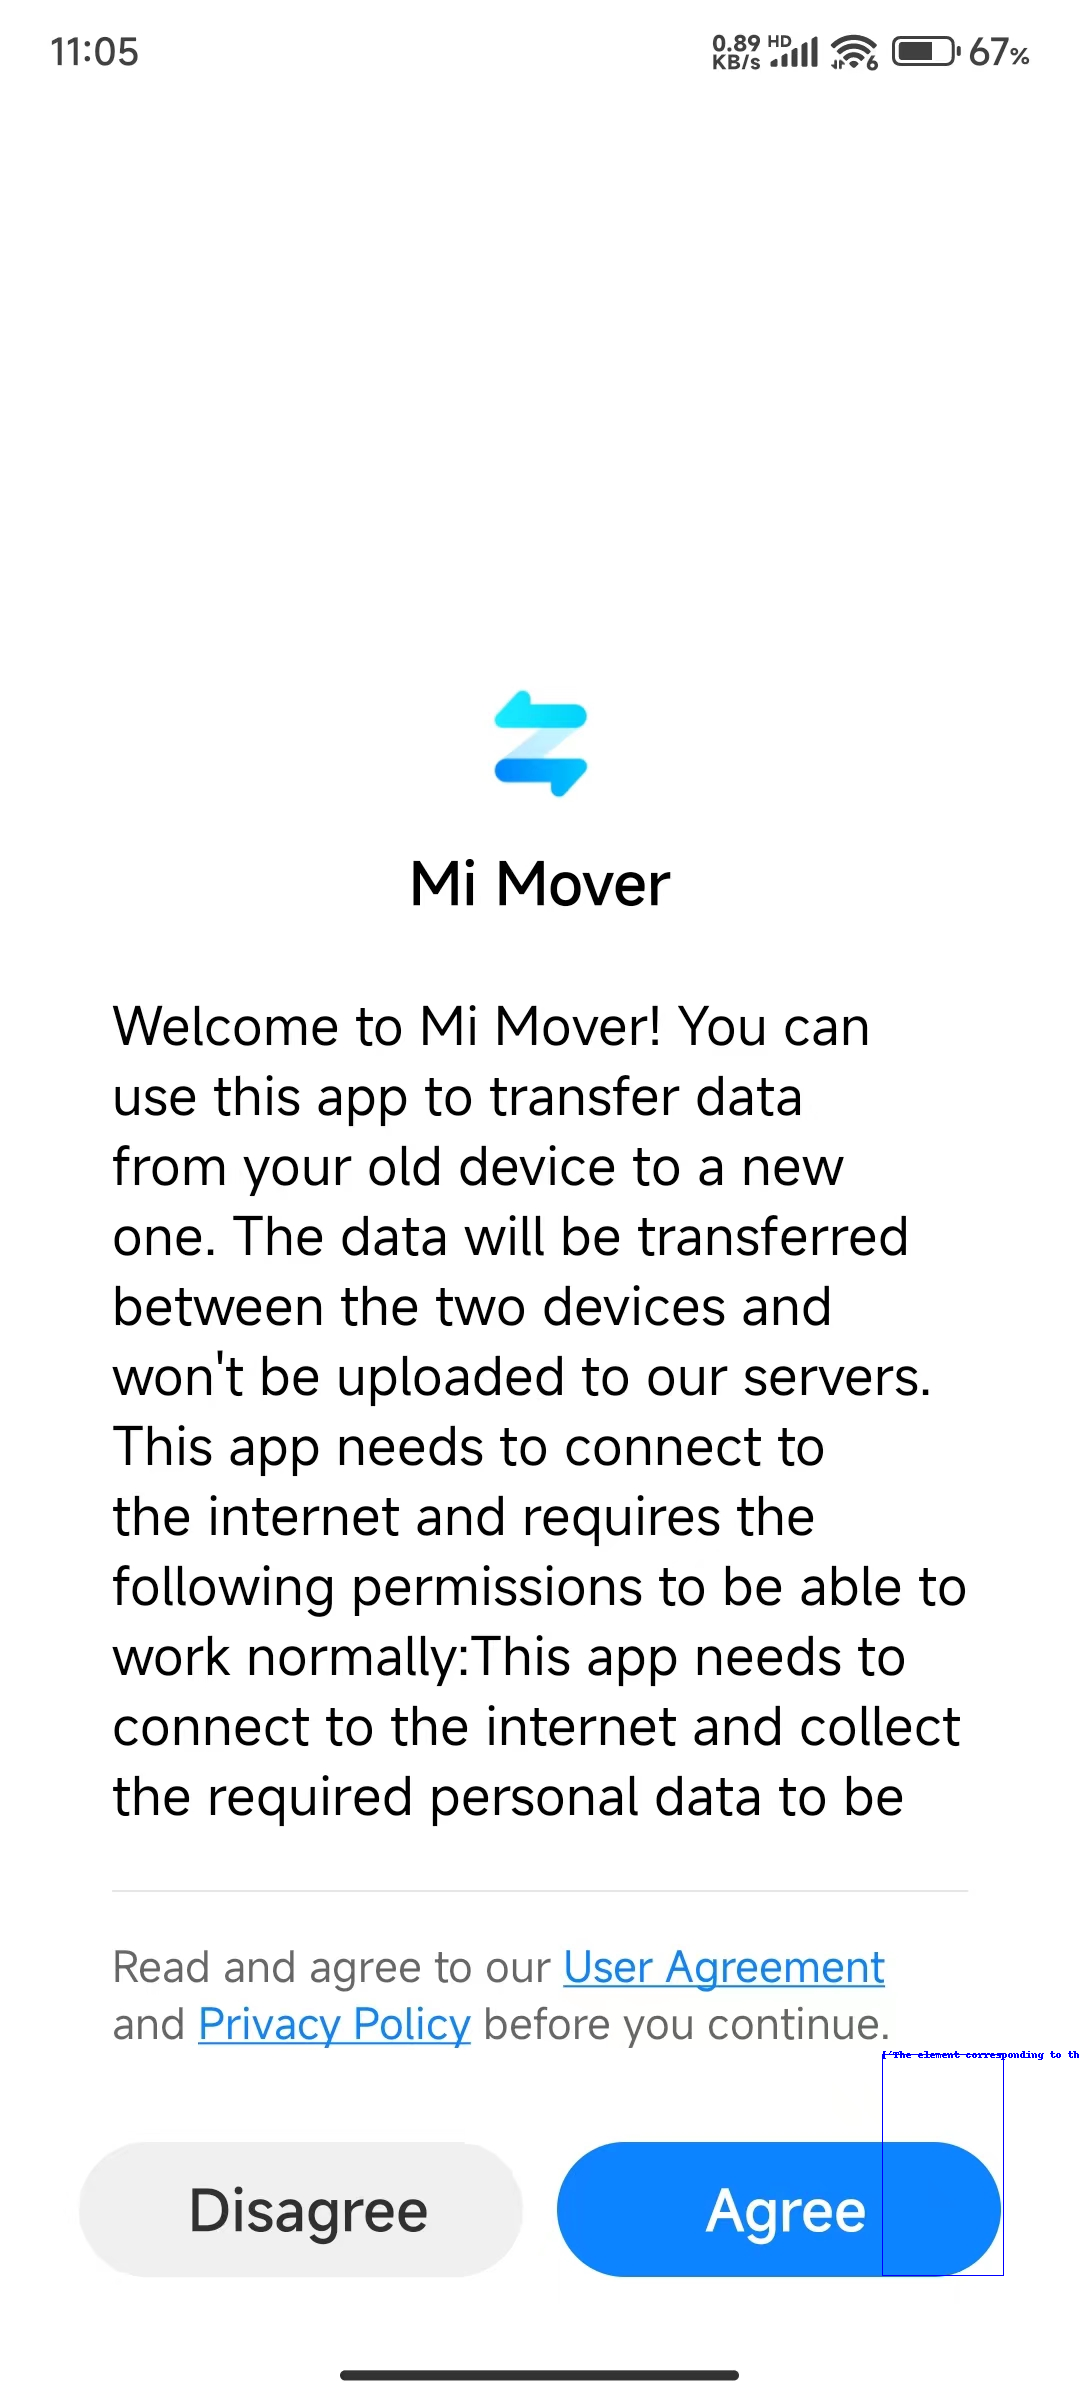 11:05
0.89 KB/s HD 6 67%
Mi Mover
Welcome to Mi Mover! You can
use this app to transfer data
from your old device to a new
one. The data will be transferred
between the two devices and
won't be uploaded to our servers.
This app needs to connect to
the internet and requires the
following permissions to be able to
work normally:This app needs to
connect to the internet and collect
the required personal data to be
Read and agree to our User Agreement
and Privacy Policy before you continue.
['The element corresponding to th
Disagree
Agree